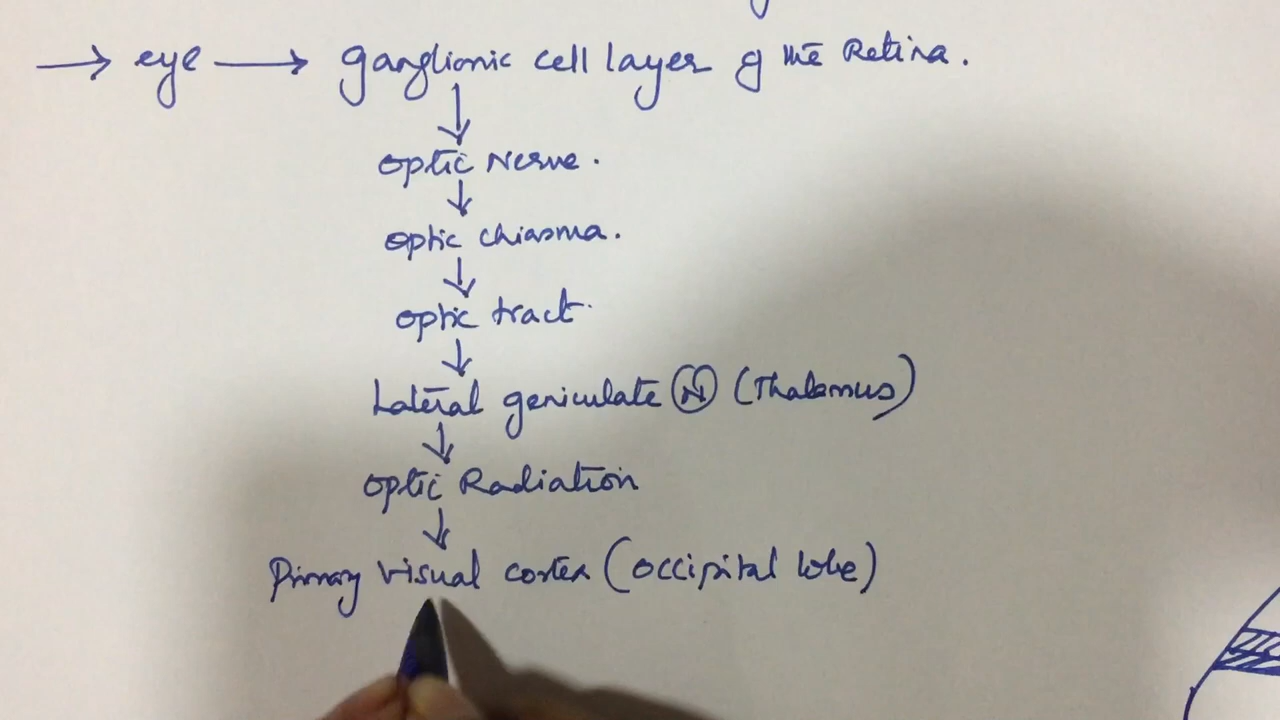 → eye → Ganglionic cell layer of the Retina.
↓
Optic Nerve.
↓
Optic chiasma.
↓
Optic tract.
↓
Lateral geniculate Ⓝ (Thalamus)
↓
Optic Radiation
↓
Primary visual cortex (occipital lobe)